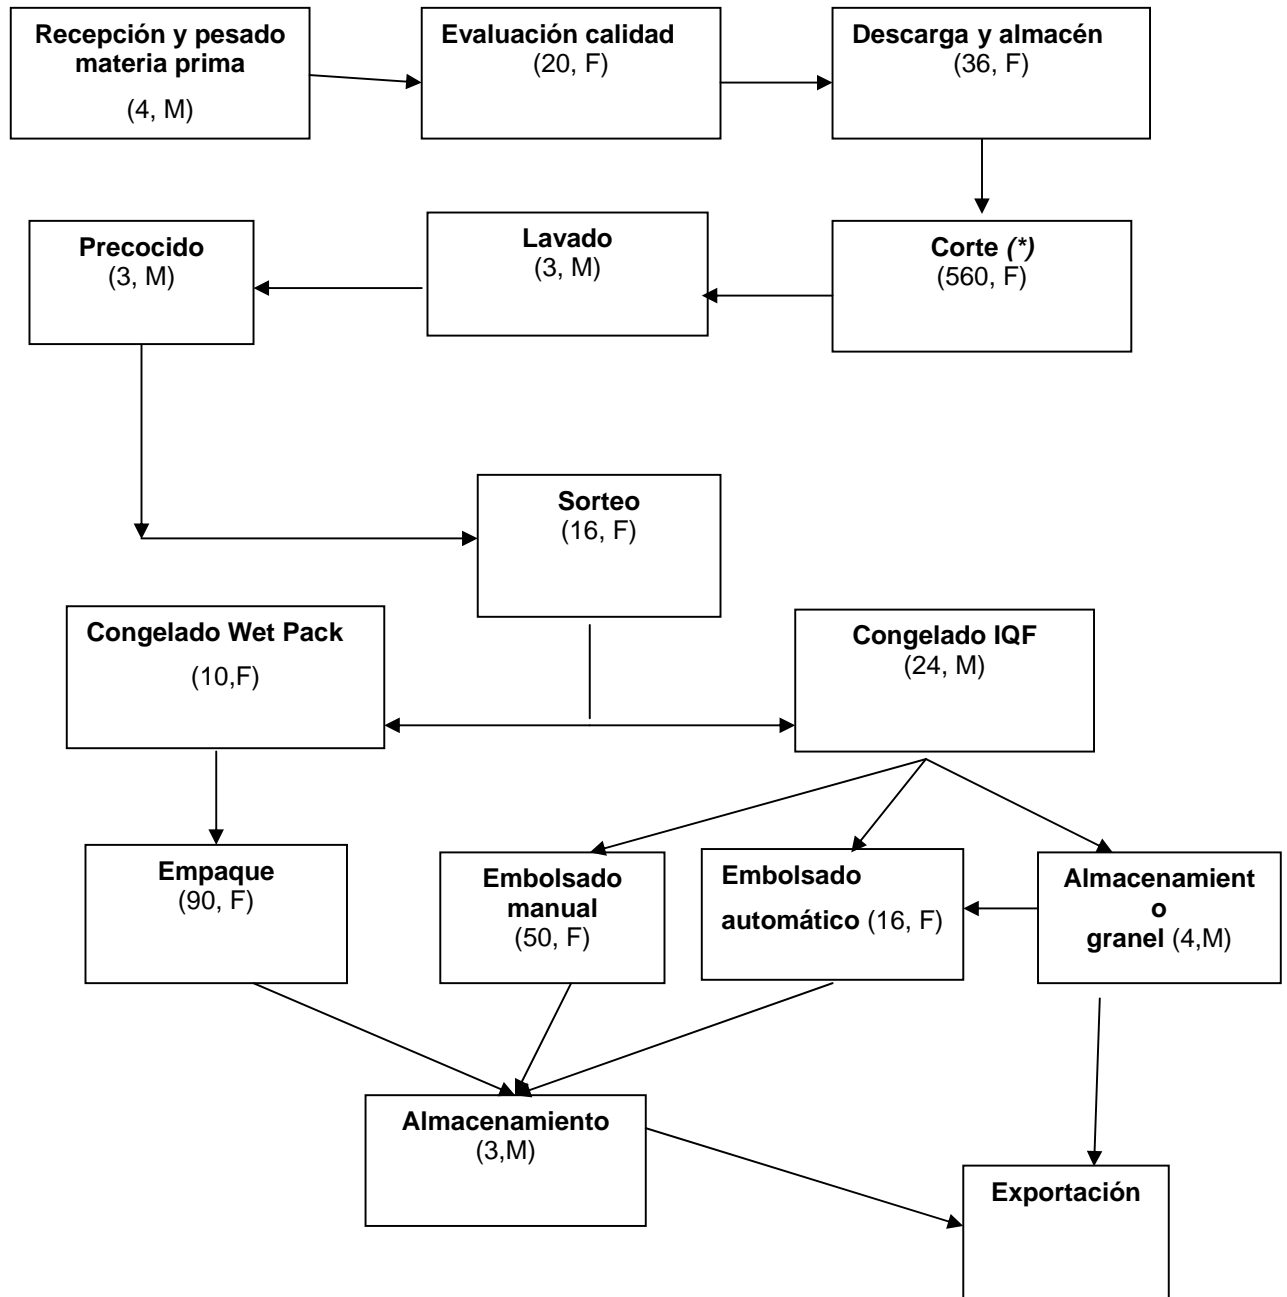 Recepción y pesado
materia prima
(4, M)
Evaluación calidad
(20, F)
Descarga y almacén
(36, F)
Precocido
(3, M)
Lavado
(3, M)
Corte (*)
(560, F)
Sorteo
(16, F)
Congelado Wet Pack
(10,F)
Congelado IQF
(24, M)
Empaque
(90, F)
Embolsado
manual
(50, F)
Embolsado
automático (16, F)
Almacenamient
o
granel (4,M)
Almacenamiento
(3,M)
Exportación